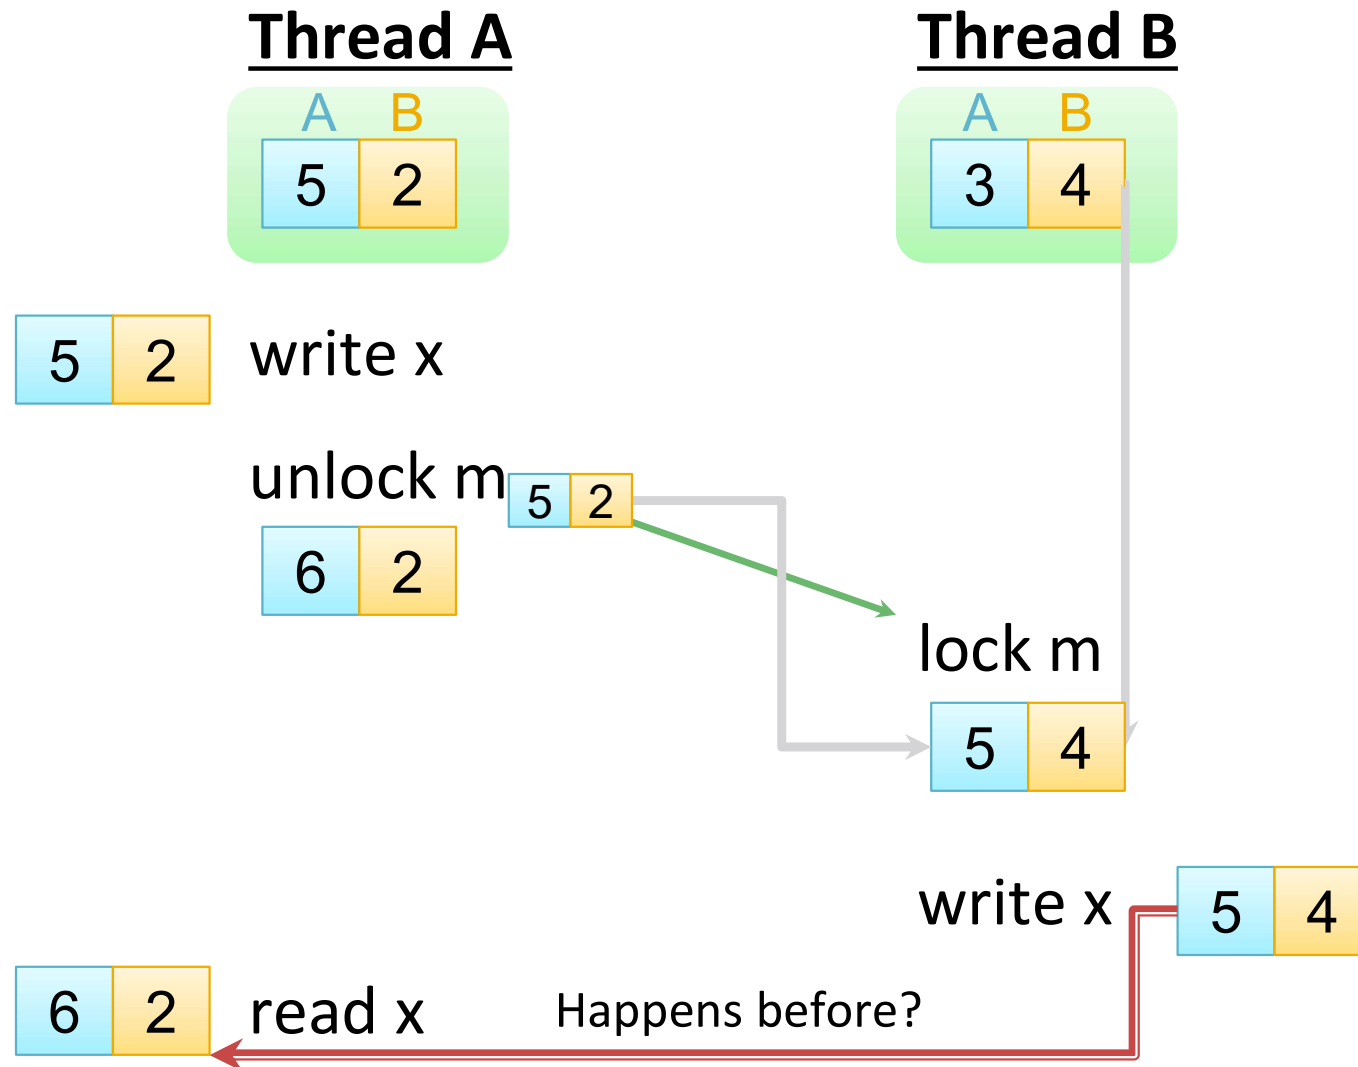 Thread A
Thread B
A B
A B
5 2
3 4
5 2
write x
unlock m
5 2
6 2
lock m
5 4
write x
5 4
6 2
read x
Happens before?